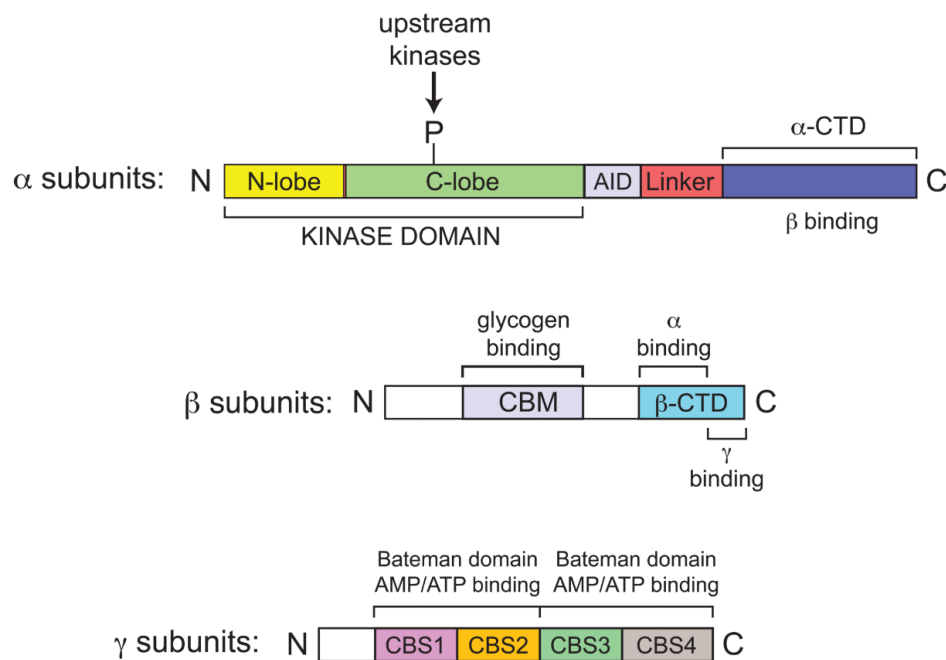 upstream
kinases
P
α-CTD
α subunits: N N-lobe C-lobe AID Linker C
KINASE DOMAIN
β binding
glycogen
binding
α
binding
β subunits: N CBM β-CTD C
γ
binding
Bateman domain
AMP/ATP binding
Bateman domain
AMP/ATP binding
γ subunits: N CBS1 CBS2 CBS3 CBS4 C